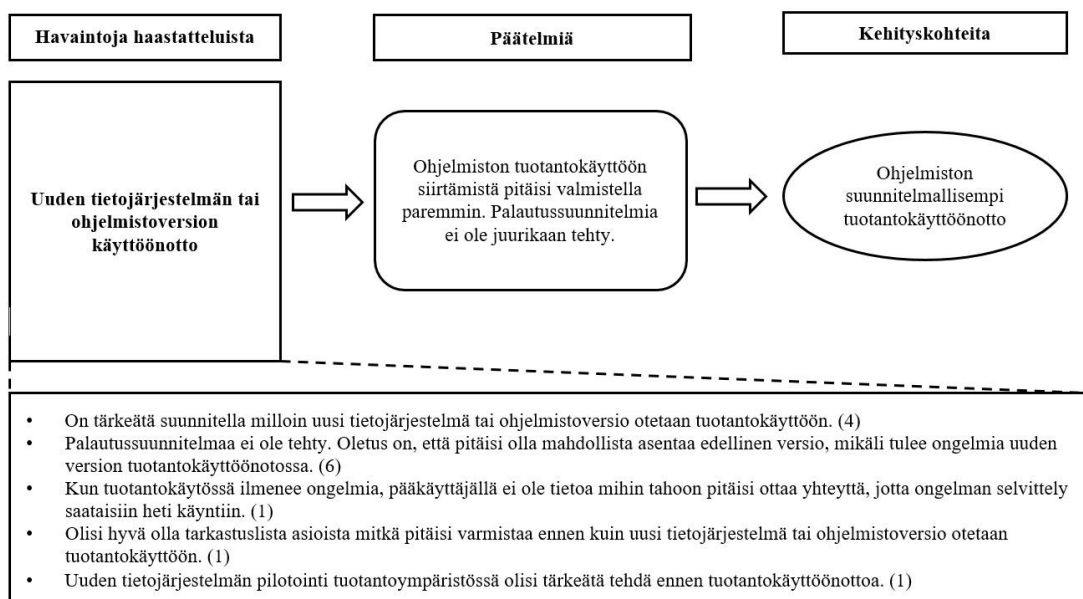 Havaintoja haastatteluista
Päätelmiä
Kehityskohteita
Uuden tietojärjestelmän tai
ohjelmistoversion
käyttöönotto
Ohjelmiston tuotantokäyttöön
siirtämistä pitäisi valmistella
paremmin. Palautussuunnitelmia
ei ole juurikaan tehty.
Ohjelmiston
suunnitelmallisempi
tuotantokäyttöönotto
• On tärkeätä suunnitella milloin uusi tietojärjestelmä tai ohjelmistoversio otetaan tuotantokäyttöön. (4)
• Palautussuunnitelmaa ei ole tehty. Oletus on, että pitäisi olla mahdollista asentaa edellinen versio, mikäli tulee ongelmia uuden
version tuotantokäyttöönotossa. (6)
• Kun tuotantokäytössä ilmenee ongelmia, pääkäyttäjällä ei ole tietoa mihin tahoon pitäisi ottaa yhteyttä, jotta ongelman selvittely
saataisiin heti käyntiin. (1)
• Olisi hyvä olla tarkastuslista asioista mitkä pitäisi varmistaa ennen kuin uusi tietojärjestelmä tai ohjelmistoversio otetaan
tuotantokäyttöön. (1)
• Uuden tietojärjestelmän pilotointi tuotantoympäristössä olisi tärkeätä tehdä ennen tuotantokäyttöönottoa. (1)